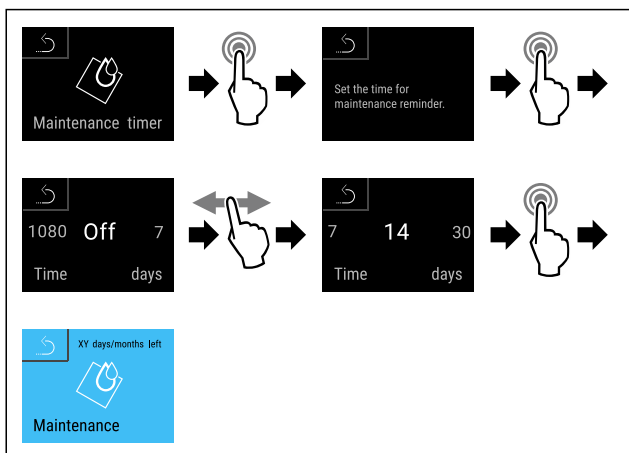 Maintenance timer
Set the time for
maintenance reminder.
1080 Off 7
Time days
7 14 30
Time days
XY days/months left
Maintenance